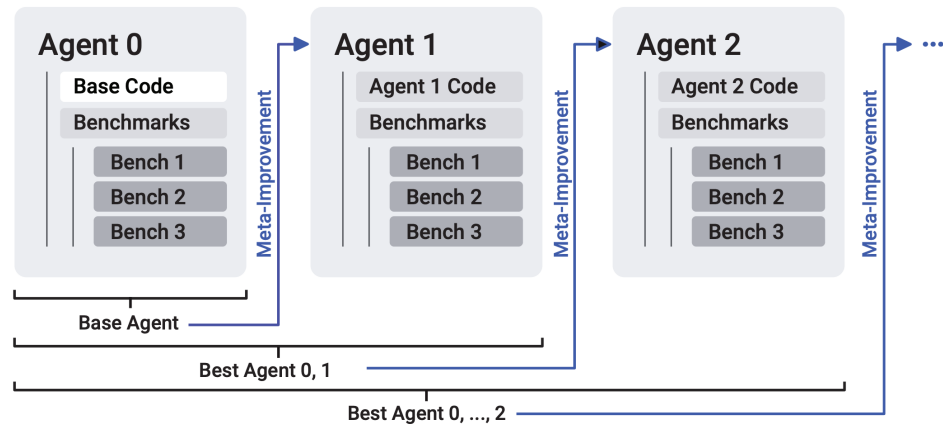 Agent 0
Base Code
Benchmarks
Bench 1
Bench 2
Bench 3
Meta-Improvement
Agent 1
Agent 1 Code
Benchmarks
Bench 1
Bench 2
Bench 3
Meta-Improvement
Agent 2
Agent 2 Code
Benchmarks
Bench 1
Bench 2
Bench 3
Meta-Improvement
...
Base Agent
Best Agent 0, 1
Best Agent 0, ..., 2